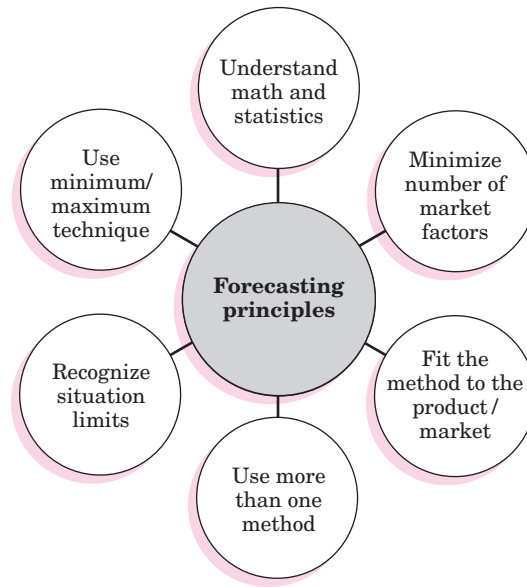 Understand
math and
statistics
Use
minimum/
maximum
technique
Minimize
number of
market
factors
Forecasting
principles
Recognize
situation
limits
Fit the
method to the
product/
market
Use more
than one
method